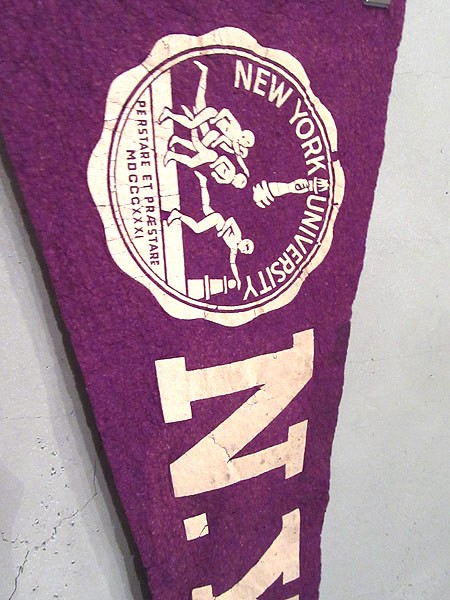 NEW YORK UNIVERSITY
PERSTARE ET PRÆSTARE
MDCCCXXXI
N.Y